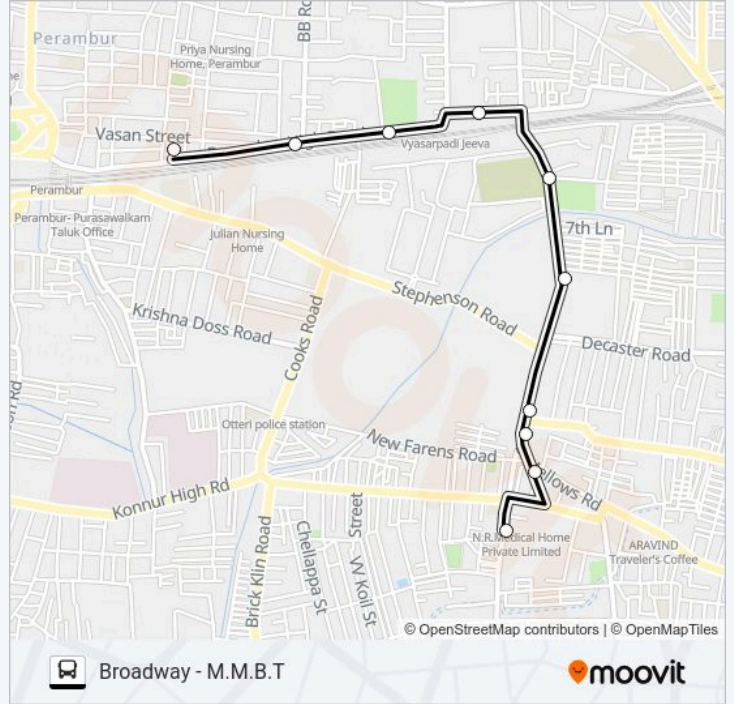 BB Ro
Perambur
Priya Nursing
Home, Perambur
Vasan Street
Vyasarpadi Jeeva
Perambur
Perambur- Purasawalkam
Taluk Office
Julian Nursing
Home
7th Ln
Stephenson Road
Krishna Doss Road
Cooks Road
Decaster Road
Otteri police station
New Farens Road
ellows Rd
Konnur High Rd
Street
N.R.Medical Home
Private Limited
ARAVIND
Traveler's Coffee
Brick Klin Road
Chellappa St
VV Koil St
© OpenStreetMap contributors | © OpenMapTiles
Broadway - M.M.B.T
moovit